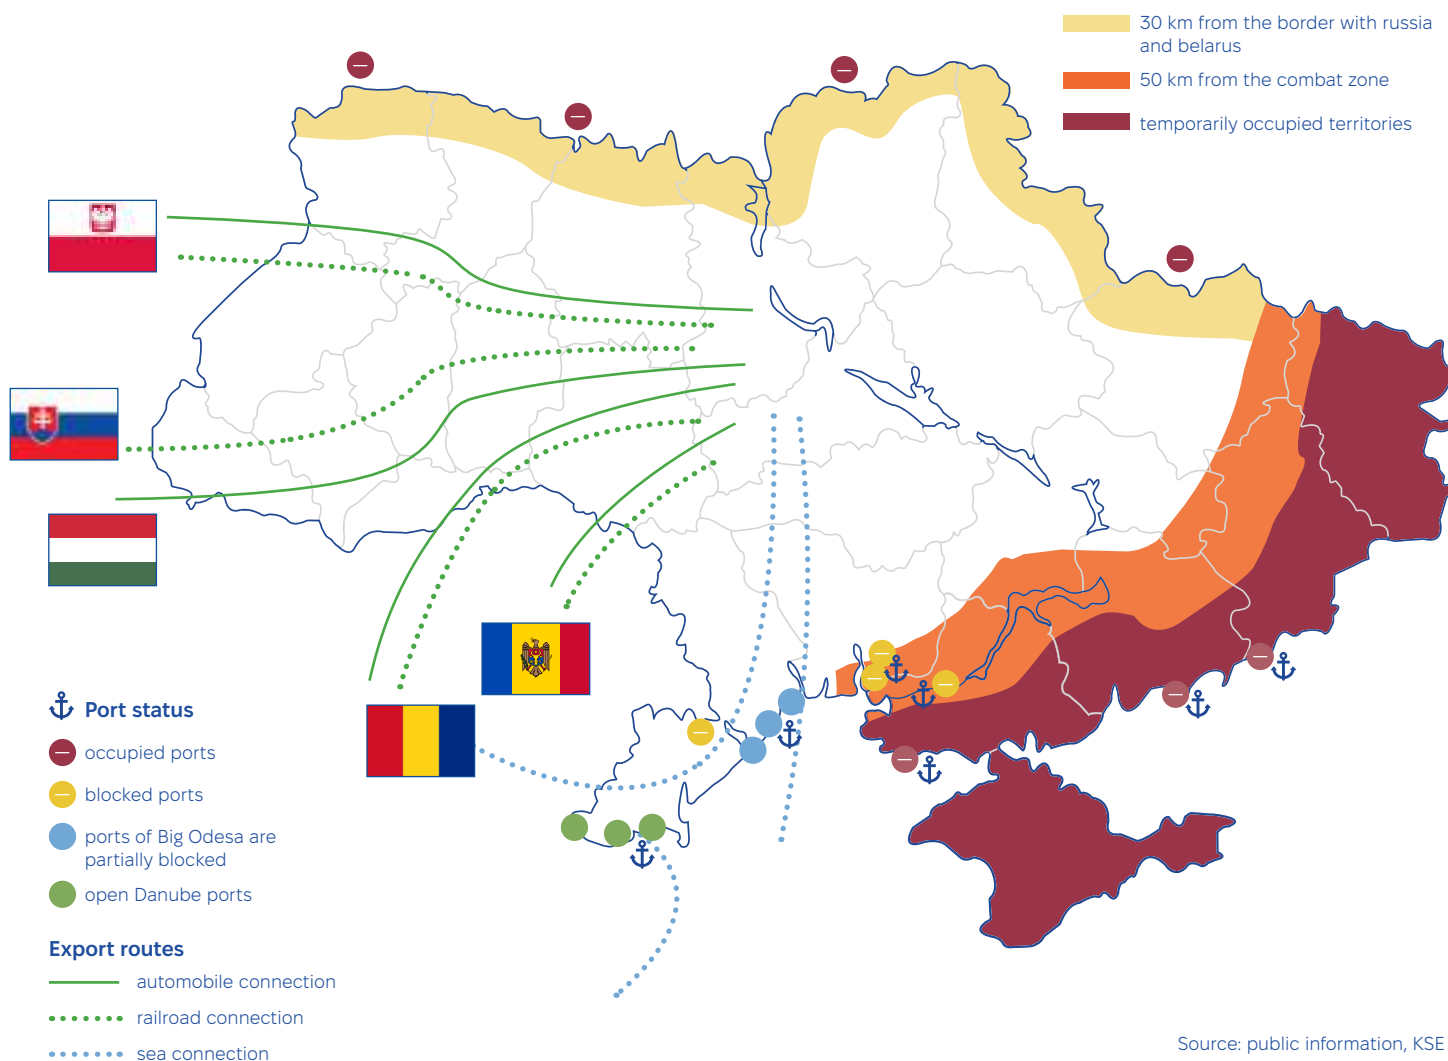 30 km from the border with russia
and belarus
50 km from the combat zone
temporarily occupied territories
Port status
occupied ports
blocked ports
ports of Big Odesa are
partially blocked
open Danube ports
Export routes
automobile connection
railroad connection
sea connection
Source: public information, KSE